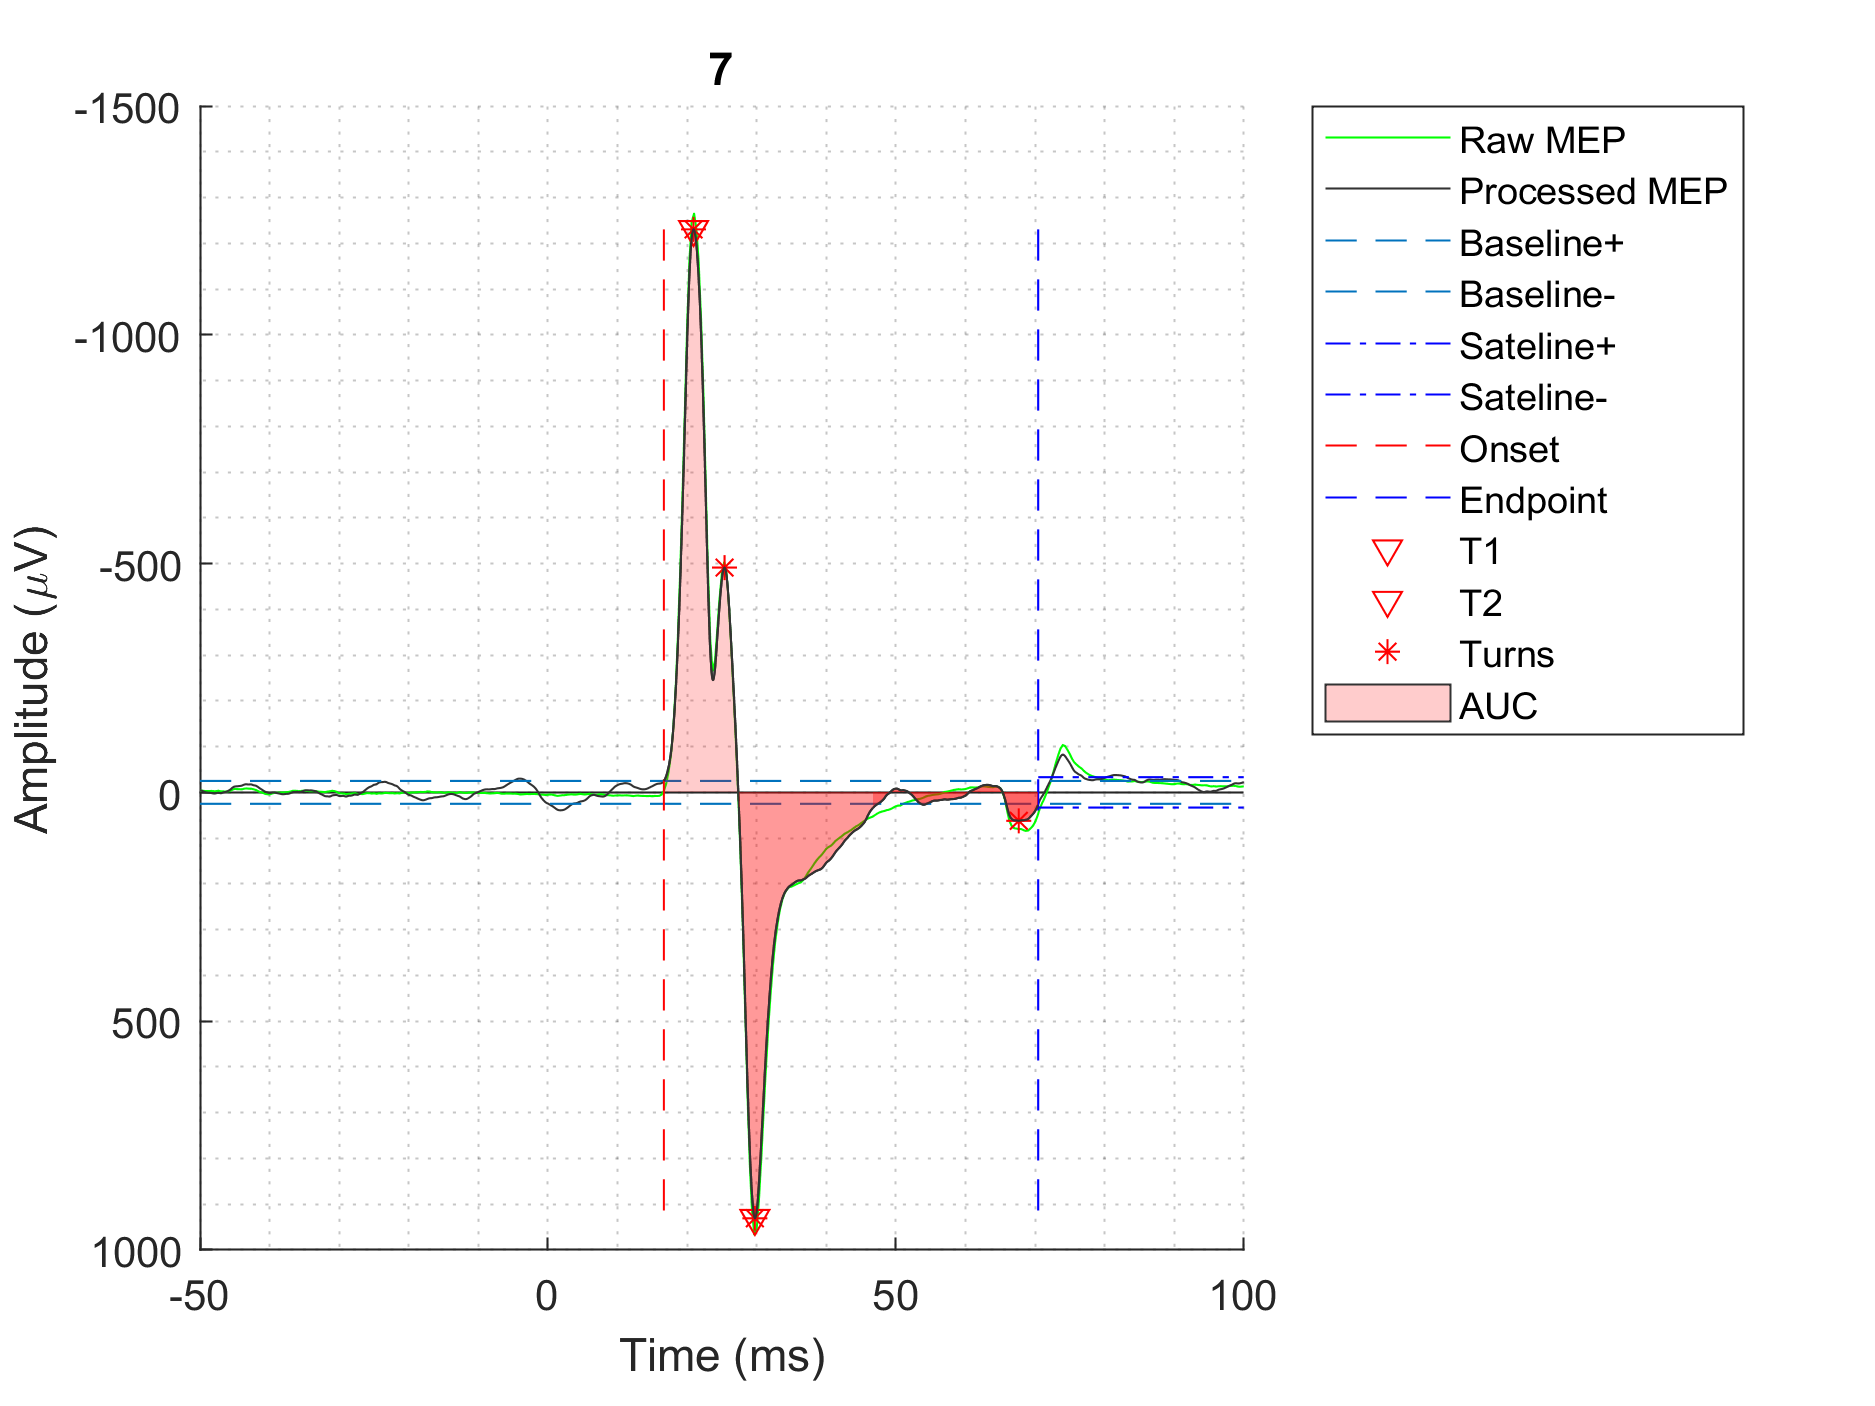 7
-1500
-1000
-500
0
500
1000
-50
0
50
100
Amplitude (μV)
Time (ms)
Raw MEP
Processed MEP
Baseline+
Baseline-
Sateline+
Sateline-
Onset
Endpoint
T1
T2
Turns
AUC